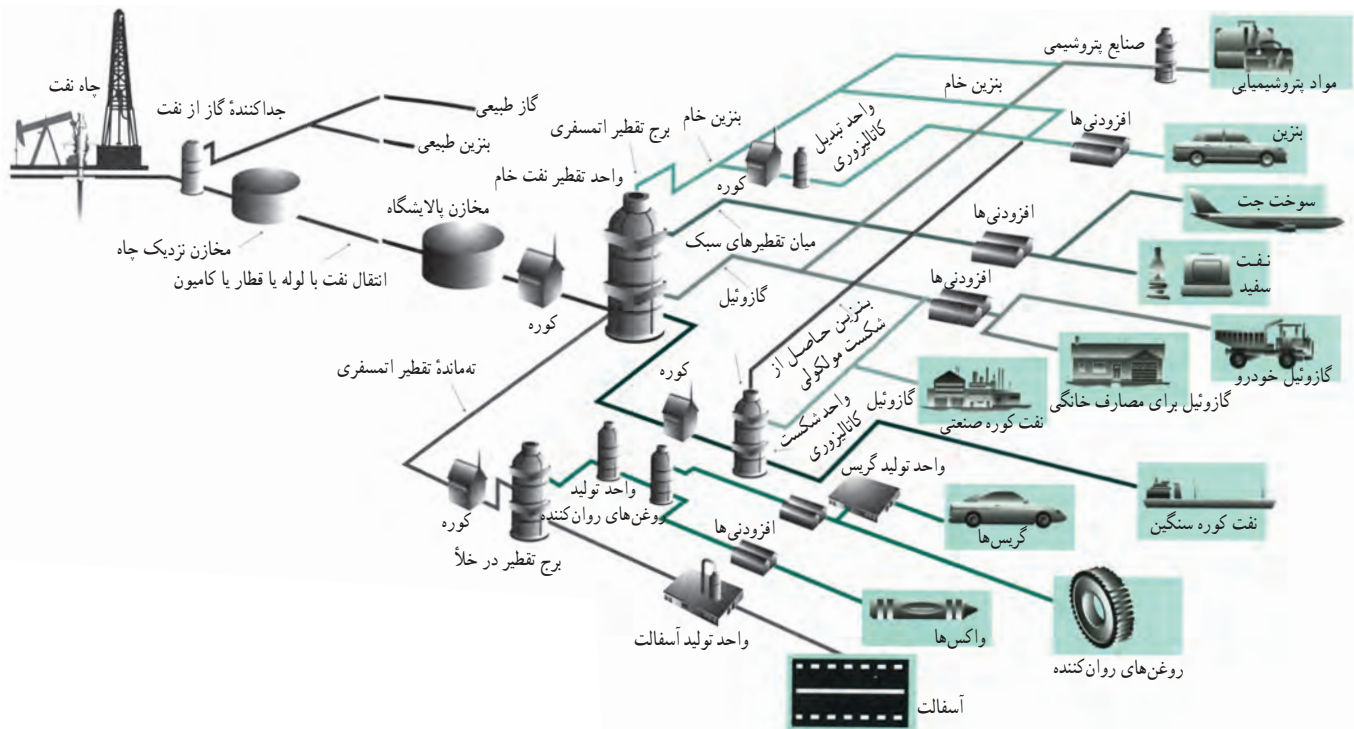 چاه نفت
جداکنندهٔ گاز از نفت
گاز طبیعی
بنزین طبیعی
مخازن نزدیک چاه
انتقال نفت با لوله یا قطار یا کامیون
مخازن پالایشگاه
کوره
واحد تقطیر نفت خام
برج تقطیر اتمسفری
بنزین خام
کوره
واحد تبدیل
کاتالیزوری
بنزین خام
صنایع پتروشیمی
مواد پتروشیمیایی
افزودنی‌ها
بنزین
میان تقطیرهای سبک
افزودنی‌ها
سوخت جت
نفت
سفید
گازوئیل
افزودنی‌ها
گازوئیل خودرو
گازوئیل برای مصارف خانگی
نفت کوره صنعتی
گازوئیل
بنزین حاصل از
شکست مولکولی
واحد شکست
کاتالیزوری
کوره
نفت کوره سنگین
ته‌ماندهٔ تقطیر اتمسفری
کوره
برج تقطیر در خلأ
واحد تولید
روغن‌های روان‌کننده
واحد تولید گریس
گریس‌ها
افزودنی‌ها
روغن‌های روان‌کننده
واکس‌ها
واحد تولید آسفالت
آسفالت